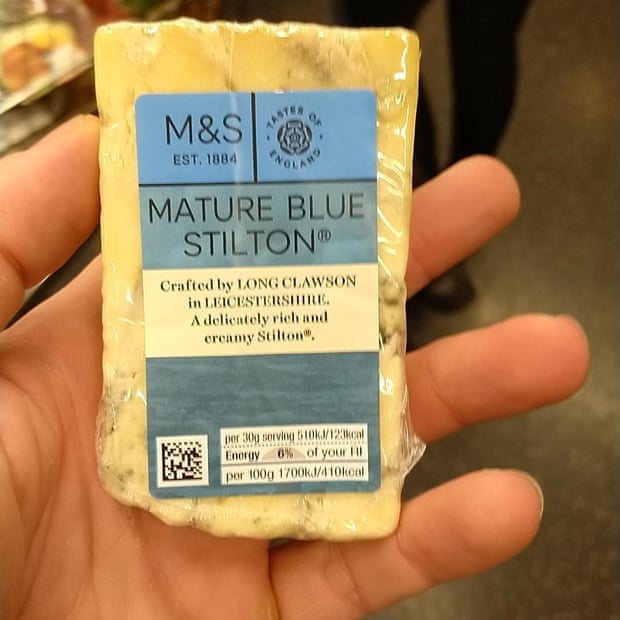 M&S
EST. 1884
TASTES OF
ENGLAND
MATURE BLUE
STILTON®
Crafted by LONG CLAWSON
in LEICESTERSHIRE.
A delicately rich and
creamy Stilton®.
per 30g serving 510kJ/123kcal
Energy 6% of your RI
per 100g 1700kJ/410kcal